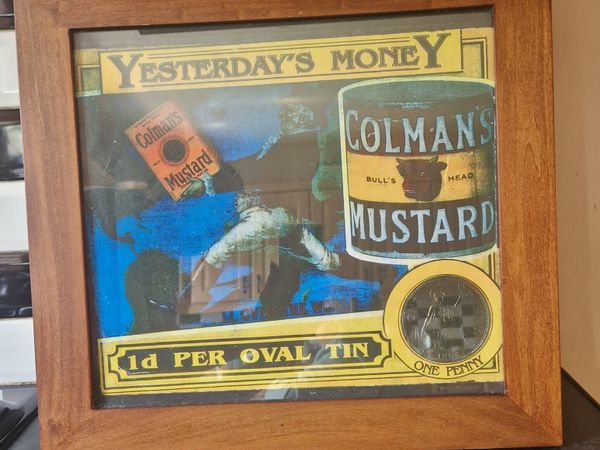 YESTERDAY'S MONEY
Colman's
Mustard
COLMAN'S
BULL'S HEAD
MUSTARD
1d PER OVAL TIN
ONE PENNY